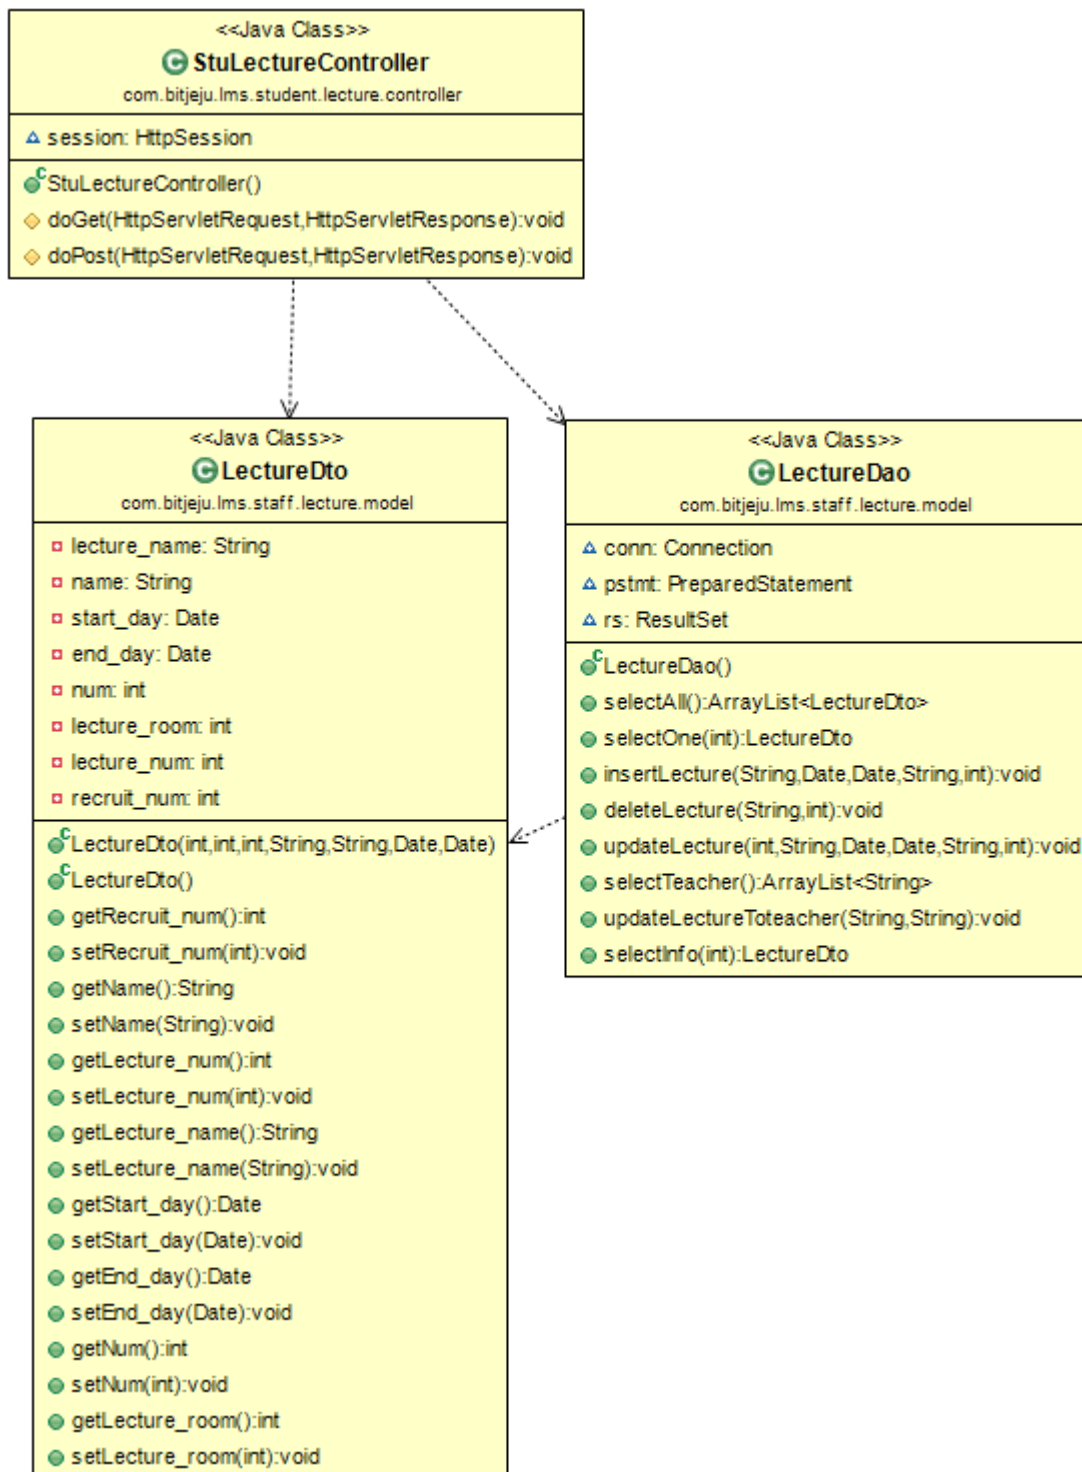 <<Java Class>>
StuLectureController
com.bitjeju.lms.student.lecture.controller
session: HttpSession
StuLectureController()
doGet(HttpServletRequest,HttpServletResponse):void
doPost(HttpServletRequest,HttpServletResponse):void
<<Java Class>>
LectureDto
com.bitjeju.lms.staff.lecture.model
lecture_name: String
name: String
start_day: Date
end_day: Date
num: int
lecture_room: int
lecture_num: int
recruit_num: int
LectureDto(int,int,int,String,String,Date,Date)
LectureDto()
getRecruit_num():int
setRecruit_num(int):void
getName():String
setName(String):void
getLecture_num():int
setLecture_num(int):void
getLecture_name():String
setLecture_name(String):void
getStart_day():Date
setStart_day(Date):void
getEnd_day():Date
setEnd_day(Date):void
getNum():int
setNum(int):void
getLecture_room():int
setLecture_room(int):void
<<Java Class>>
LectureDao
com.bitjeju.lms.staff.lecture.model
conn: Connection
pstmt: PreparedStatement
rs: ResultSet
LectureDao()
selectAll():ArrayList<LectureDto>
selectOne(int):LectureDto
insertLecture(String,Date,Date,String,int):void
deleteLecture(String,int):void
updateLecture(int,String,Date,Date,String,int):void
selectTeacher():ArrayList<String>
updateLectureToteacher(String,String):void
selectInfo(int):LectureDto